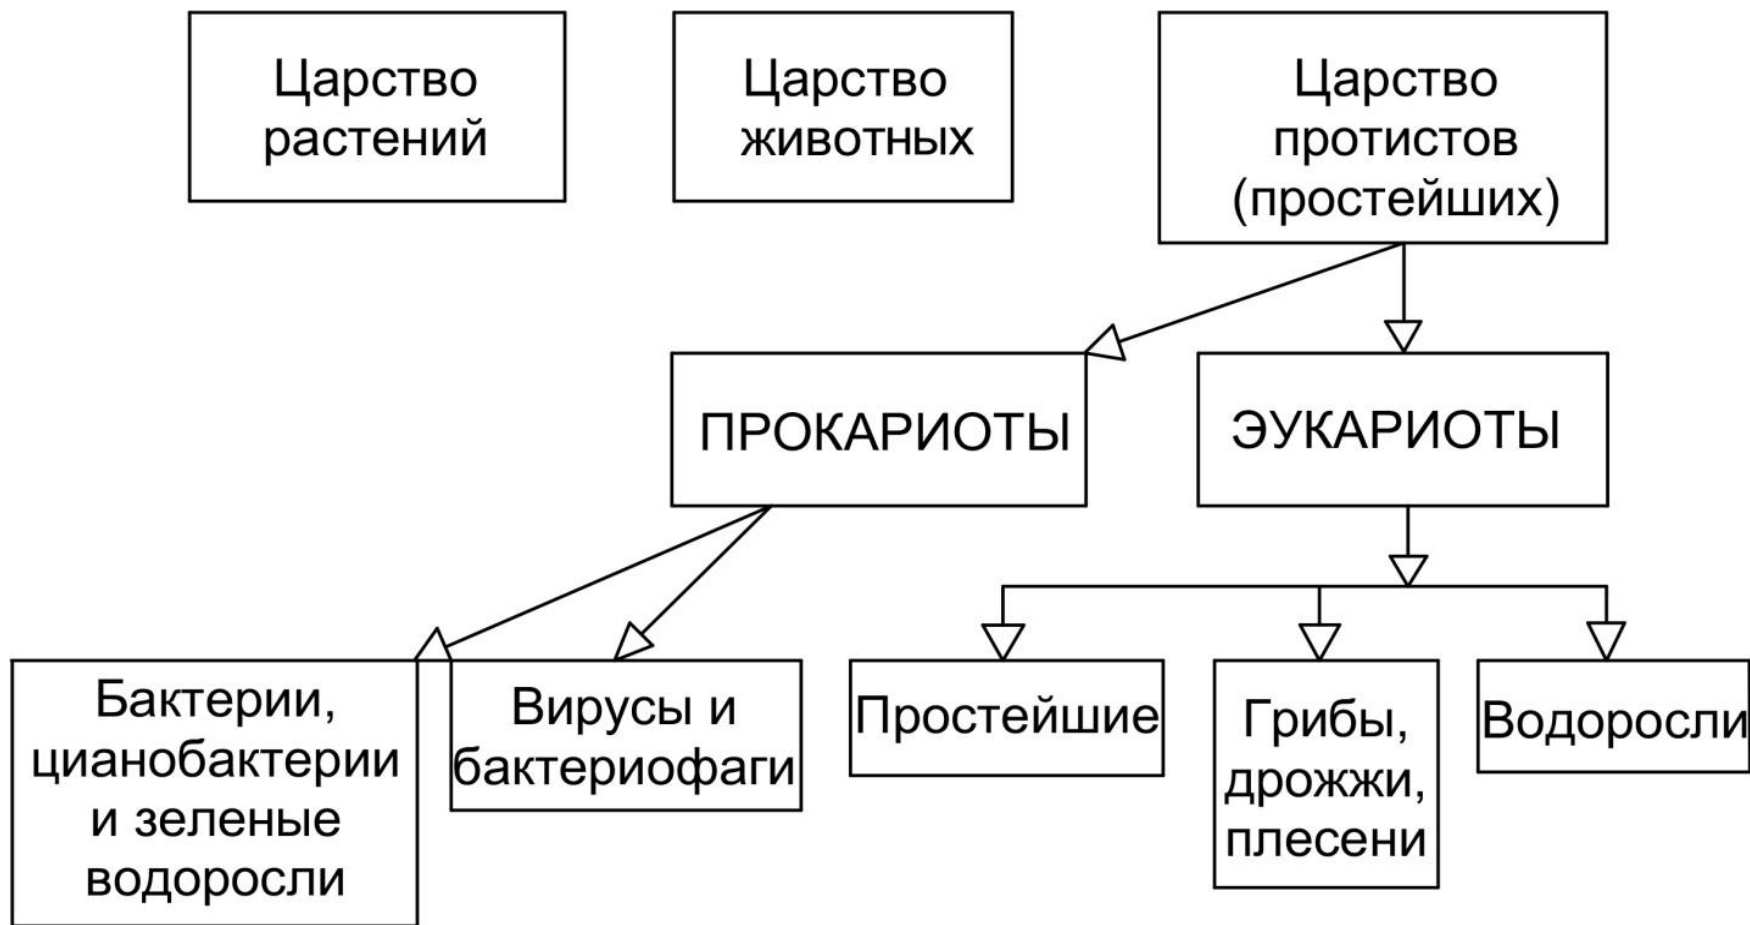 Царство
растений
Царство
животных
Царство
протистов
(простейших)
ПРОКАРИОТЫ
ЭУКАРИОТЫ
Бактерии,
цианобактерии
и зеленые
водоросли
Вирусы и
бактериофаги
Простейшие
Грибы,
дрожжи,
плесени
Водоросли